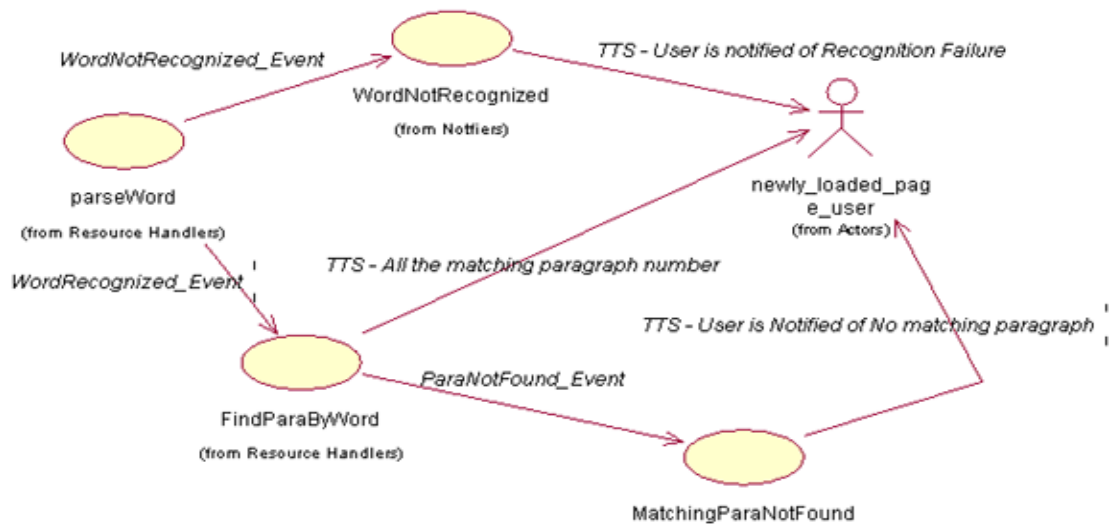 TTS - User is notified of Recognition Failure
WordNotRecognized_Event
WordNotRecognized
(from Notfiers)
parseWord
(from Resource Handlers)
newly_loaded_pag
e_user
(from Actors)
WordRecognized_Event
TTS - All the matching paragraph number
TTS - User is Notified of No matching paragraph
ParaNotFound_Event
FindParaByWord
(from Resource Handlers)
MatchingParaNotFound